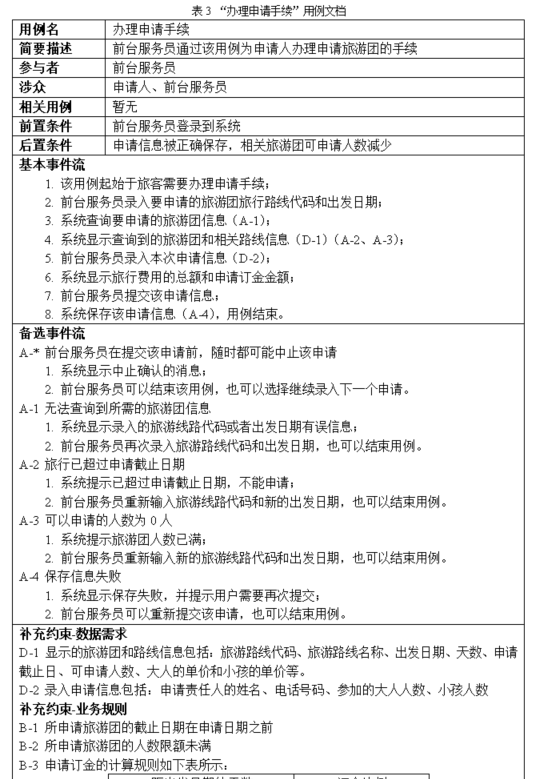 表 3 “办理申请手续”用例文档
用例名 办理申请手续
简要描述 前台服务员通过该用例为申请人办理申请旅游团的手续
参与者 前台服务员
涉众 申请人、前台服务员
相关用例 暂无
前置条件 前台服务员登录到系统
后置条件 申请信息被正确保存，相关旅游团可申请人数减少
基本事件流
1. 该用例起始于旅客需要办理申请手续；
2. 前台服务员录入要申请的旅游团旅行路线代码和出发日期；
3. 系统查询要申请的旅游团信息（A-1）；
4. 系统显示查询到的旅游团和相关路线信息（D-1）（A-2、A-3）；
5. 前台服务员录入本次申请信息（D-2）；
6. 系统显示旅行费用的总额和申请订金金额；
7. 前台服务员提交该申请信息；
8. 系统保存该申请信息（A-4），用例结束。
备选事件流
A-* 前台服务员在提交该申请前，随时都可能中止该申请
1. 系统显示中止确认的消息；
2. 前台服务员可以结束该用例，也可以选择继续录入下一个申请。
A-1 无法查询到所需的旅游团信息
1. 系统显示录入的旅游线路代码或者出发日期有误信息；
2. 前台服务员再次录入旅游路线代码和出发日期，也可以结束用例。
A-2 旅行已超过申请截止日期
1. 系统提示已超过申请截止日期，不能申请；
2. 前台服务员重新输入旅游线路代码和新的出发日期，也可以结束用例。
A-3 可以申请的人数为 0 人
1. 系统提示旅游团人数已满；
2. 前台服务员重新输入新的旅游线路代码和出发日期，也可以结束用例。
A-4 保存信息失败
1. 系统显示保存失败，并提示用户需要再次提交；
2. 前台服务员可以重新提交该申请，也可以结束用例。
补充约束-数据需求
D-1 显示的旅游团和路线信息包括：旅游路线代码、旅游路线名称、出发日期、天数、申请
截止日、可申请人数、大人的单价和小孩的单价等。
D-2 录入申请信息包括：申请责任人的姓名、电话号码、参加的大人人数、小孩人数
补充约束-业务规则
B-1 所申请旅游团的截止日期在申请日期之前
B-2 所申请旅游团的人数限额未满
B-3 申请订金的计算规则如下表所示：